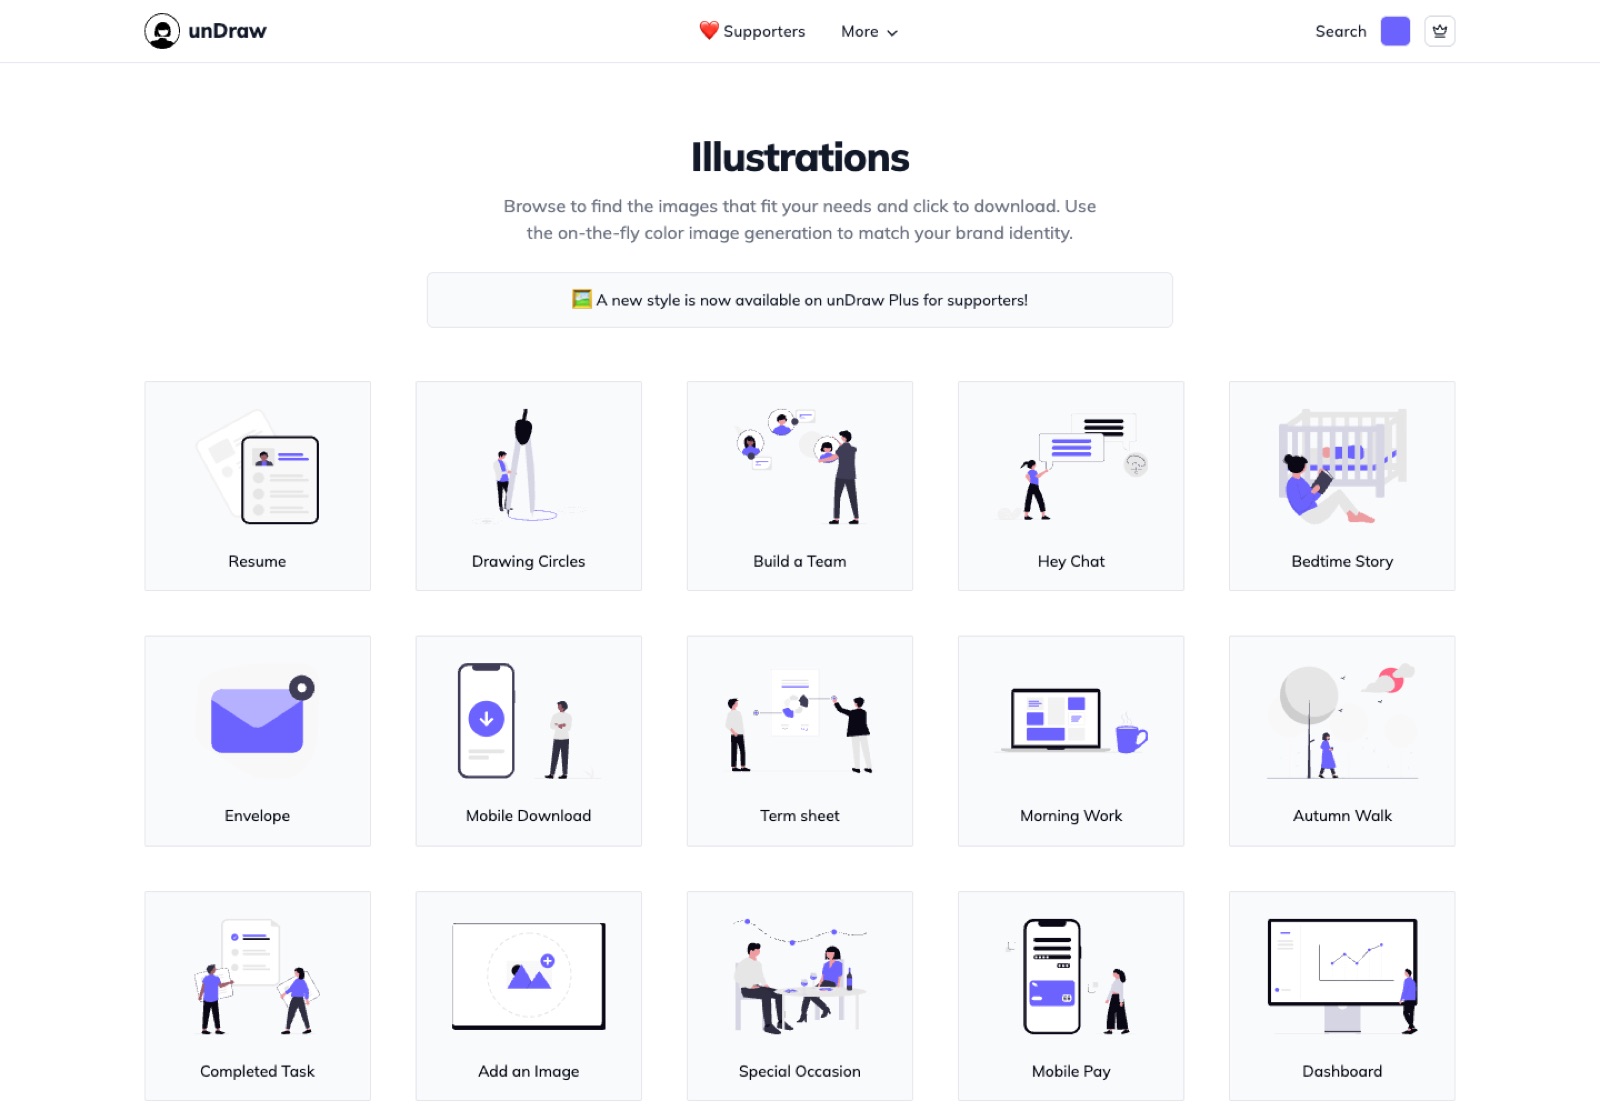 unDraw
❤️ Supporters
More
Search
Illustrations
Browse to find the images that fit your needs and click to download. Use
the on-the-fly color image generation to match your brand identity.
🖼️ A new style is now available on unDraw Plus for supporters!
Resume
Drawing Circles
Build a Team
Hey Chat
Bedtime Story
Envelope
Mobile Download
Term sheet
Morning Work
Autumn Walk
Completed Task
Add an Image
Special Occasion
Mobile Pay
Dashboard